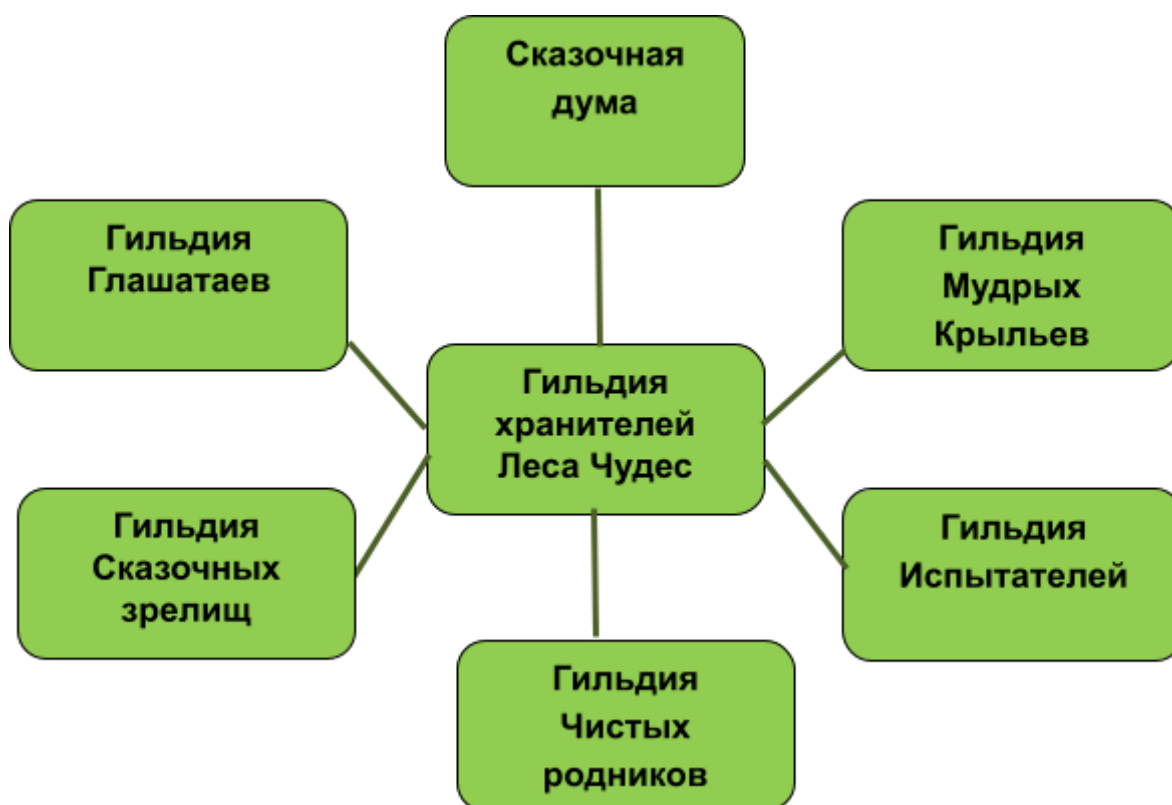 Сказочная
дума
Гильдия
Глашатаев
Гильдия
Мудрых
Крыльев
Гильдия
хранителей
Леса Чудес
Гильдия
Сказочных
зрелищ
Гильдия
Испытателей
Гильдия
Чистых
родников